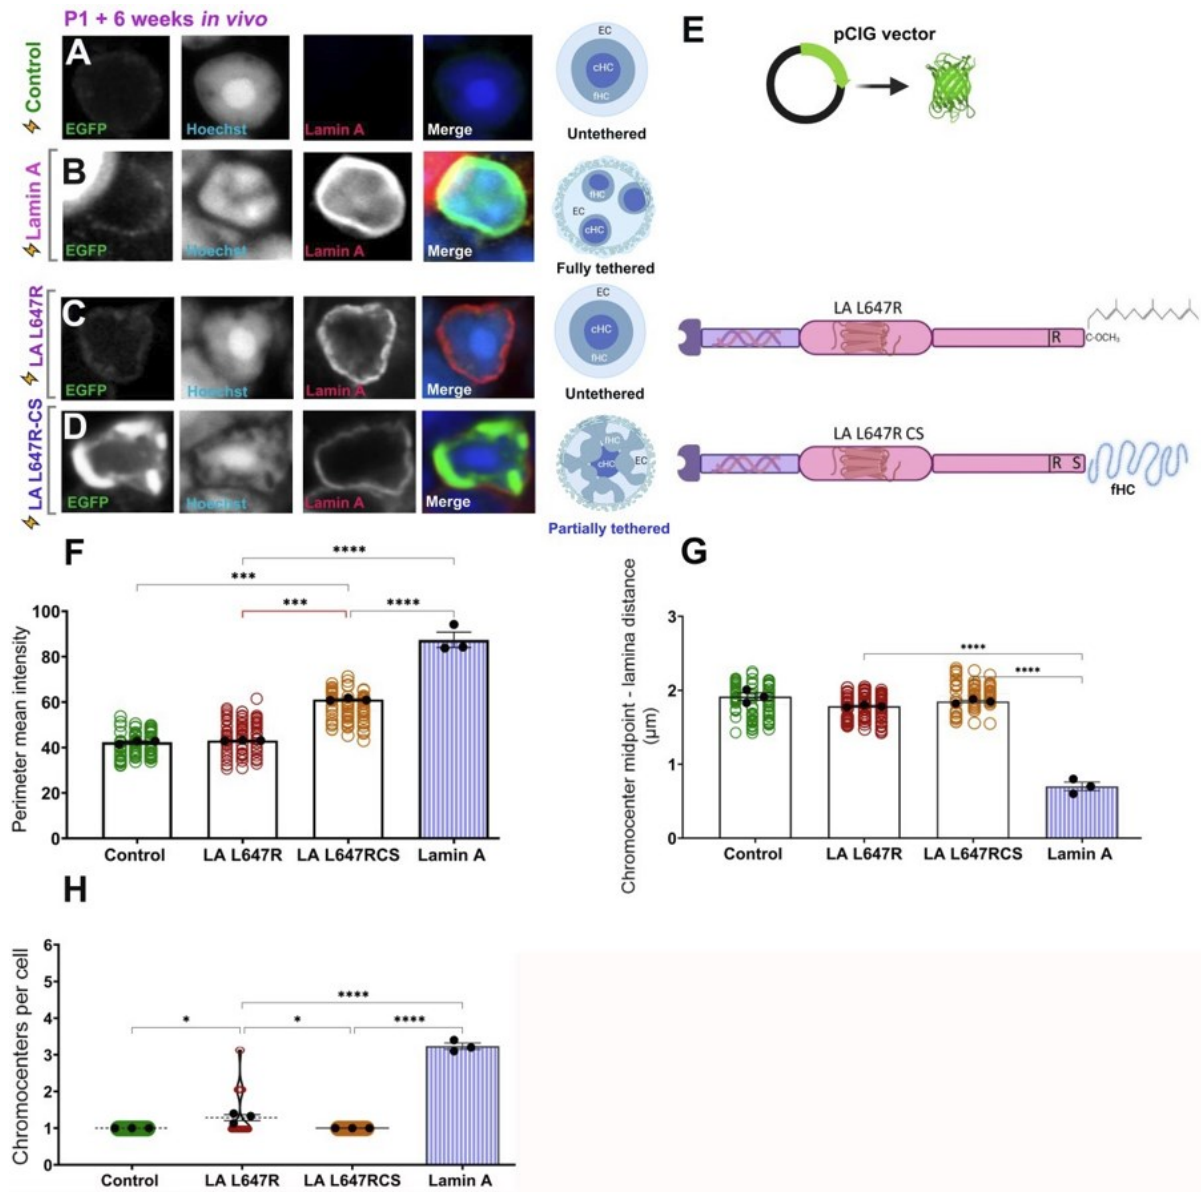 P1 + 6 weeks in vivo
Control
A
EGFP
Hoechst
Lamin A
Merge
EC
cHC
fHC
Untethered
Lamin A
B
EGFP
Hoechst
Lamin A
Merge
fHC
EC
cHC
Fully tethered
LA L647R
C
EGFP
Hoechst
Lamin A
Merge
EC
cHC
fHC
Untethered
LA L647R-CS
D
EGFP
Hoechst
Lamin A
Merge
fHC
EC
cHC
Partially tethered
E
pCIG vector
LA L647R
R
C-OCH3
LA L647R CS
R S
fHC
F
****
***
*** ****
Perimeter mean intensity
100
80
60
40
20
0
Control LA L647R LA L647RCS Lamin A
G
****
****
Chromocenter midpoint - lamina distance
(µm)
3
2
1
0
Control LA L647R LA L647RCS Lamin A
H
****
* * ****
Chromocenters per cell
6
5
4
3
2
1
0
Control LA L647R LA L647RCS Lamin A